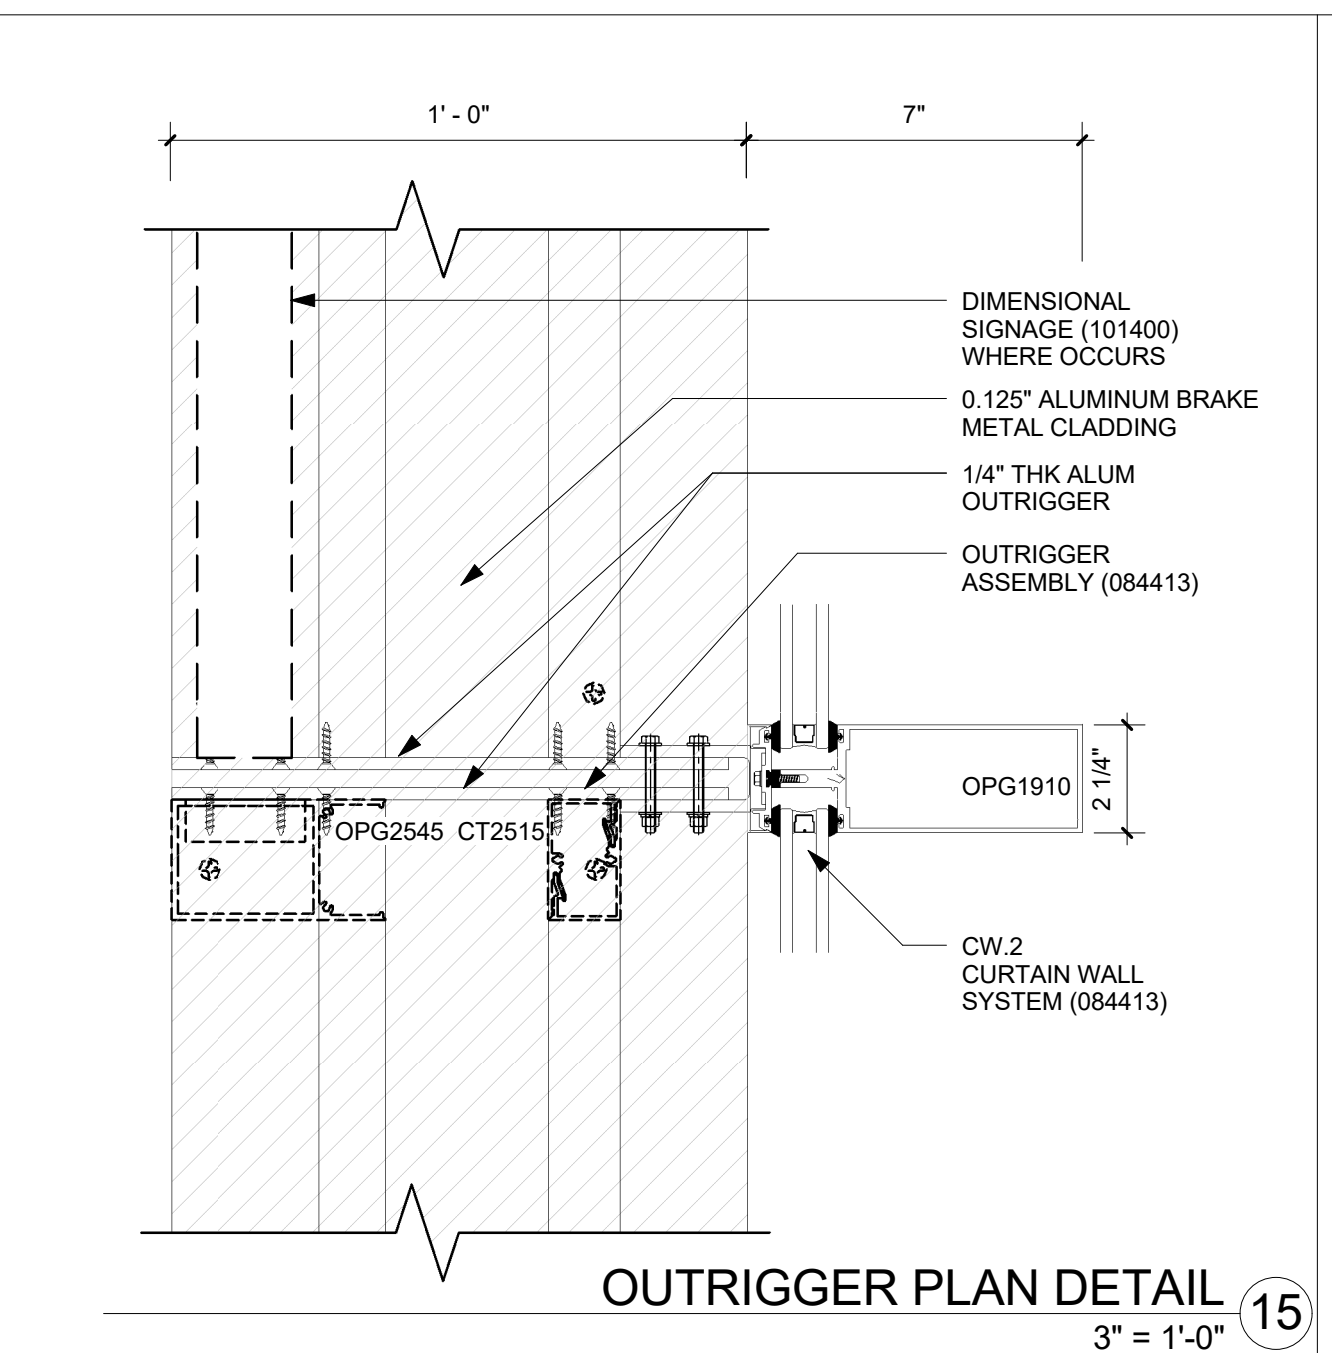 1' - 0"
7"
DIMENSIONAL
SIGNAGE (101400)
WHERE OCCURS
0.125" ALUMINUM BRAKE
METAL CLADDING
1/4" THK ALUM
OUTRIGGER
OUTRIGGER
ASSEMBLY (084413)
OPG1910
2 1/4"
OPG2545 CT2515
CW.2
CURTAIN WALL
SYSTEM (084413)
OUTRIGGER PLAN DETAIL
15
3" = 1'-0"